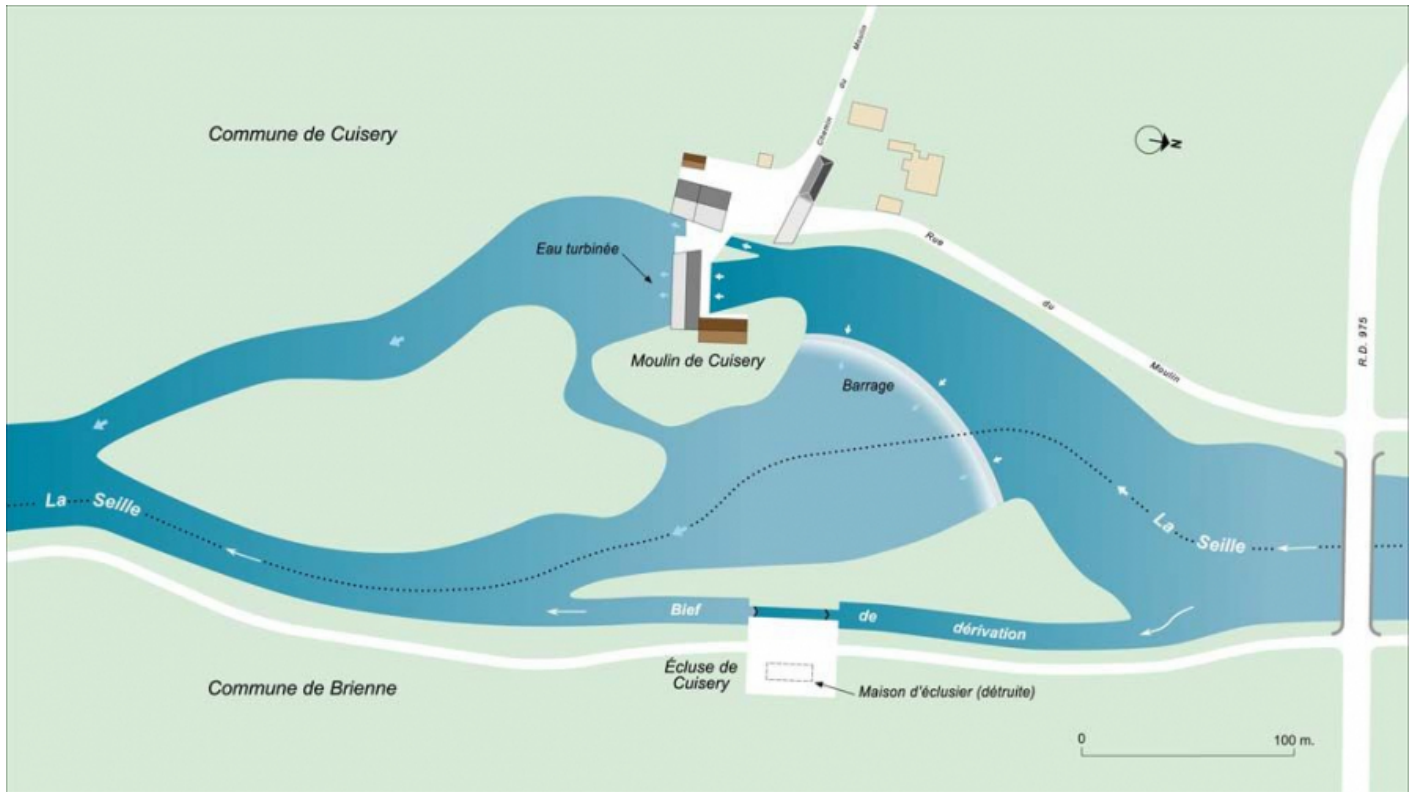 Commune de Cuisery
Chemin du Moulin
N
Eau turbinée
Rue du Moulin
R.D. 975
Moulin de Cuisery
Barrage
La Seille
La Seille
Bief de dérivation
Écluse de
Cuisery
Maison d'éclusier (détruite)
Commune de Brienne
0 100 m.